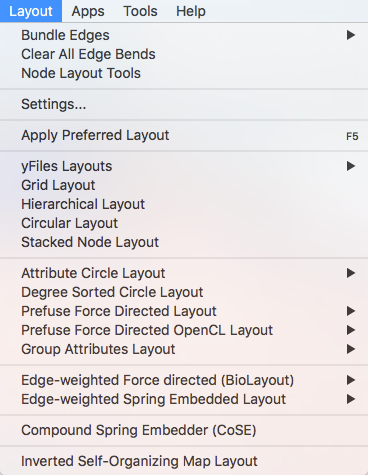 Layout Apps Tools Help
Bundle Edges ▶
Clear All Edge Bends
Node Layout Tools
Settings...
Apply Preferred Layout F5
yFiles Layouts ▶
Grid Layout
Hierarchical Layout
Circular Layout
Stacked Node Layout
Attribute Circle Layout ▶
Degree Sorted Circle Layout
Prefuse Force Directed Layout ▶
Prefuse Force Directed OpenCL Layout ▶
Group Attributes Layout ▶
Edge-weighted Force directed (BioLayout) ▶
Edge-weighted Spring Embedded Layout ▶
Compound Spring Embedder (CoSE)
Inverted Self-Organizing Map Layout